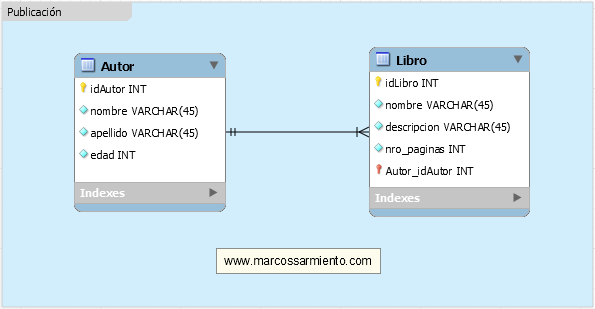 Publicación
Autor
idAutor INT
nombre VARCHAR(45)
apellido VARCHAR(45)
edad INT
Indexes
Libro
idLibro INT
nombre VARCHAR(45)
descripcion VARCHAR(45)
nro_paginas INT
Autor_idAutor INT
Indexes
www.marcossarmiento.com